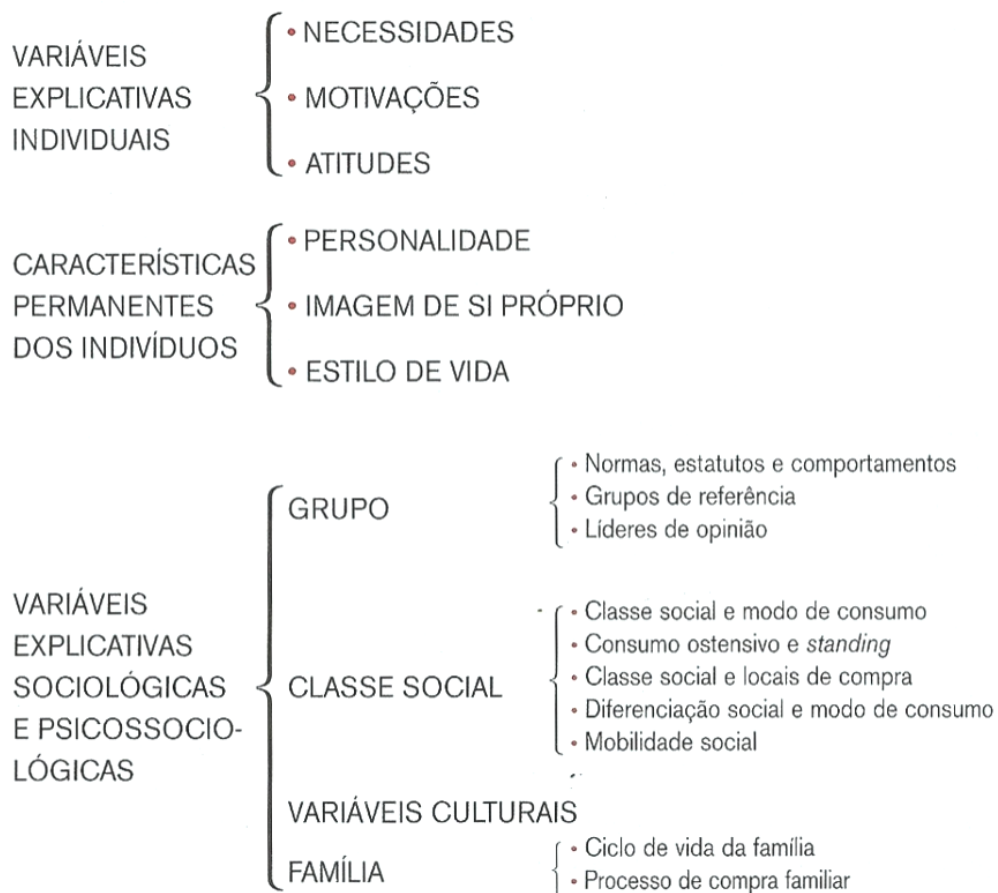 VARIÁVEIS
EXPLICATIVAS
INDIVIDUAIS
• NECESSIDADES
• MOTIVAÇÕES
• ATITUDES
CARACTERÍSTICAS
PERMANENTES
DOS INDIVÍDUOS
• PERSONALIDADE
• IMAGEM DE SI PRÓPRIO
• ESTILO DE VIDA
VARIÁVEIS
EXPLICATIVAS
SOCIOLÓGICAS
E PSICOSSOCIO-
LÓGICAS
GRUPO
• Normas, estatutos e comportamentos
• Grupos de referência
• Líderes de opinião
CLASSE SOCIAL
• Classe social e modo de consumo
• Consumo ostensivo e standing
• Classe social e locais de compra
• Diferenciação social e modo de consumo
• Mobilidade social
VARIÁVEIS CULTURAIS
FAMÍLIA
• Ciclo de vida da família
• Processo de compra familiar